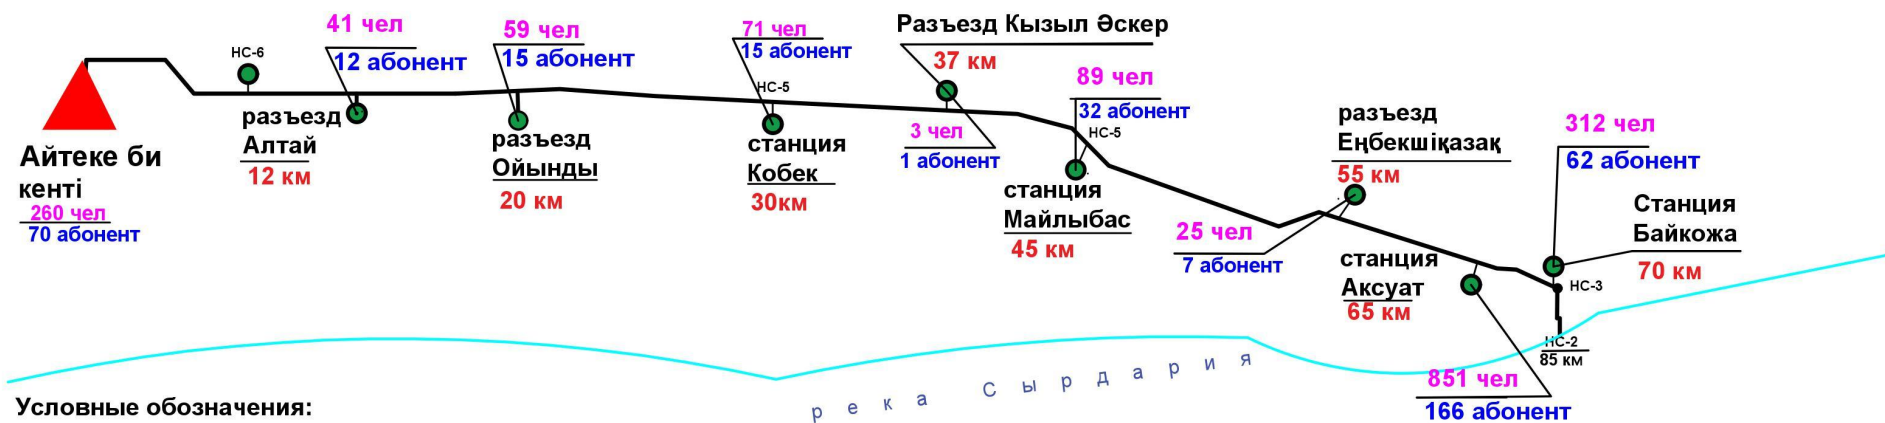 41 чел
12 абонент
59 чел
15 абонент
71 чел
15 абонент
Разъезд Кызыл Әскер
37 км
НС-6
НС-5
89 чел
32 абонент
НС-5
3 чел
1 абонент
разъезд
Еңбекшіқазақ
55 км
312 чел
62 абонент
Айтеке би
кенті
260 чел
70 абонент
разъезд
Алтай
12 км
разъезд
Ойынды
20 км
станция
Кобек
30км
станция
Майлыбас
45 км
25 чел
7 абонент
станция
Аксуат
65 км
Станция
Байкожа
70 км
НС-3
НС-2
85 км
851 чел
166 абонент
река Сырдария
Условные обозначения: